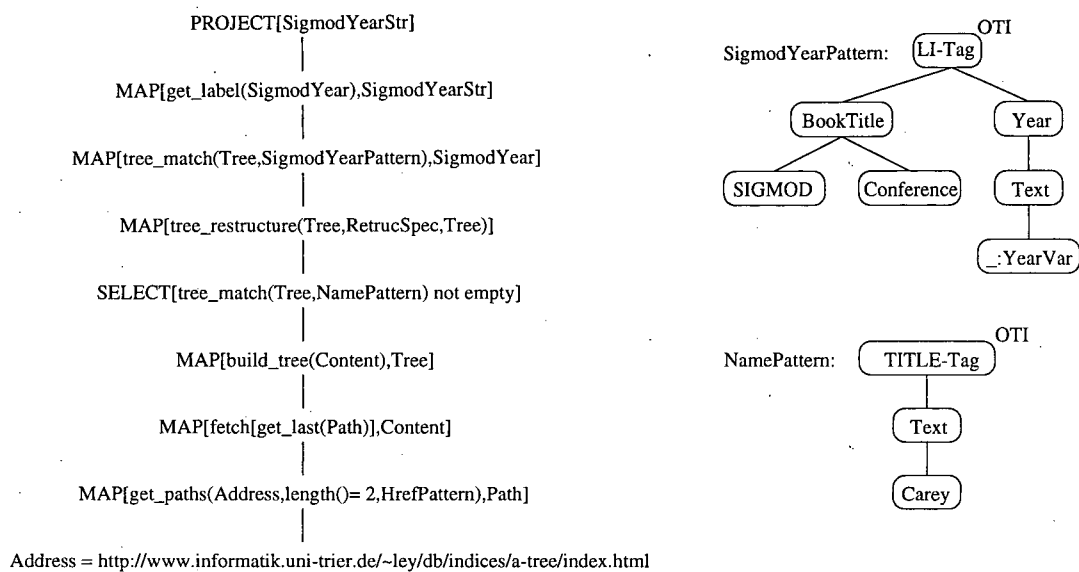 PROJECT[SigmodYearStr]
MAP[get_label(SigmodYear),SigmodYearStr]
MAP[tree_match(Tree,SigmodYearPattern),SigmodYear]
MAP[tree_restructure(Tree,RetrucSpec,Tree)]
SELECT[tree_match(Tree,NamePattern) not empty]
MAP[build_tree(Content),Tree]
MAP[fetch[get_last(Path)],Content]
MAP[get_paths(Address,length()= 2,HrefPattern),Path]
Address = http://www.informatik.uni-trier.de/~ley/db/indices/a-tree/index.html
OTI
SigmodYearPattern: LI-Tag
BookTitle Year
SIGMOD Conference Text
_:YearVar
OTI
NamePattern: TITLE-Tag
Text
Carey